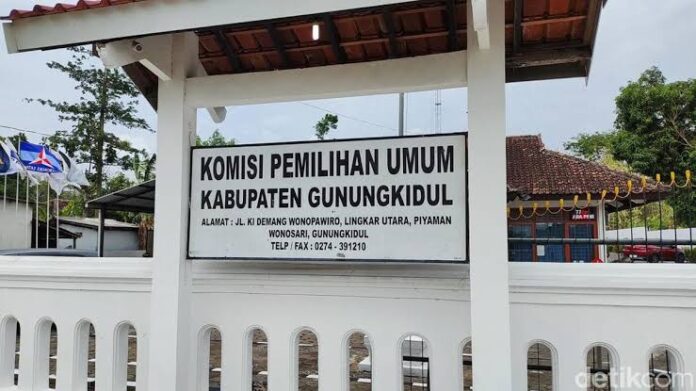 KOMISI PEMILIHAN UMUM
KABUPATEN GUNUNGKIDUL
ALAMAT : JL. KI DEMANG WONOPAWIRO, LINGKAR UTARA, PIYAMAN
WONOSARI, GUNUNGKIDUL
TELP / FAX : 0274 - 391210
detikcom